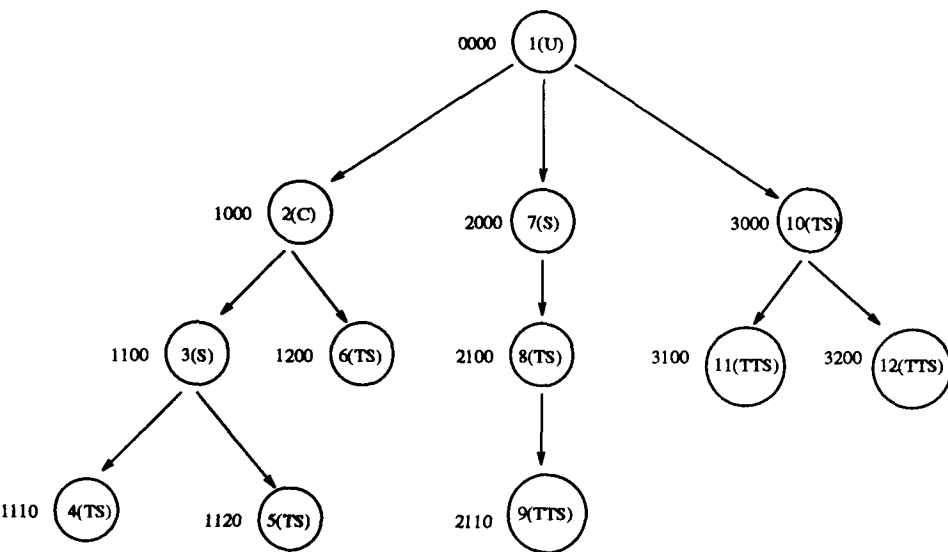 0000 1(U)
1000 2(C)
2000 7(S)
3000 10(TS)
1100 3(S)
1200 6(TS)
2100 8(TS)
3100 11(TTS)
3200 12(TTS)
1110 4(TS)
1120 5(TS)
2110 9(TTS)